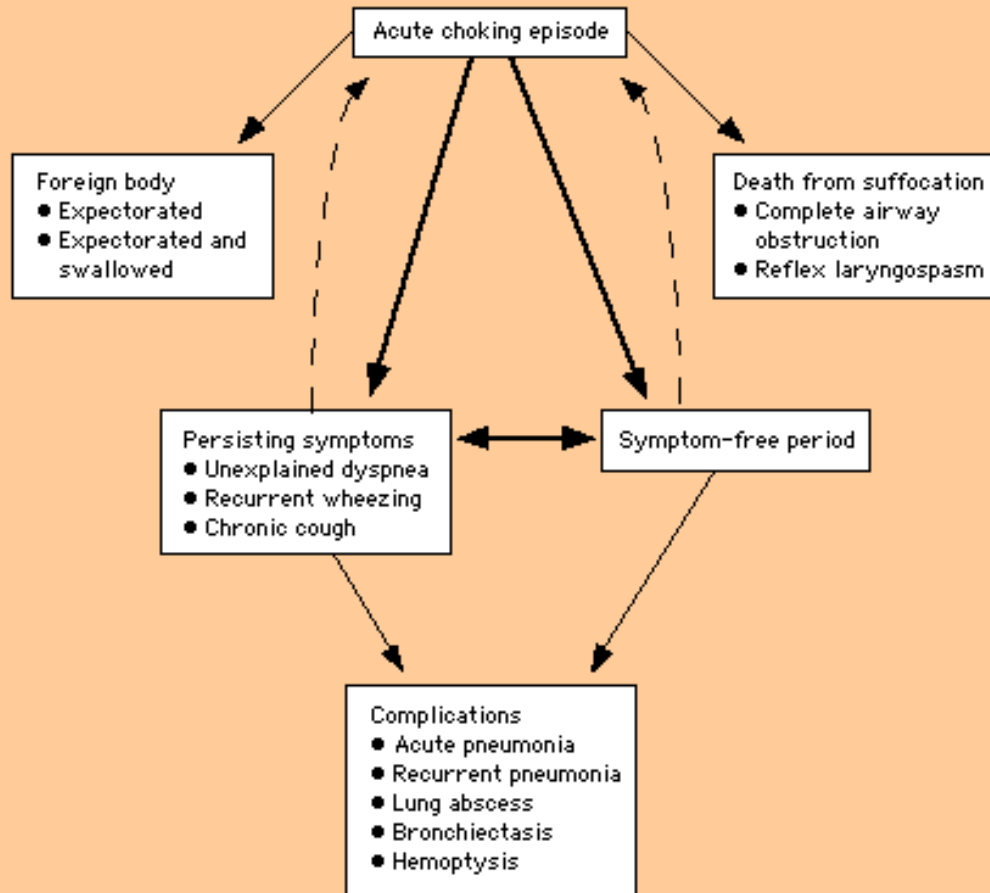 Acute choking episode
Foreign body
● Expectorated
● Expectorated and
swallowed
Death from suffocation
● Complete airway
obstruction
● Reflex laryngospasm
Persisting symptoms
● Unexplained dyspnea
● Recurrent wheezing
● Chronic cough
Symptom-free period
Complications
● Acute pneumonia
● Recurrent pneumonia
● Lung abscess
● Bronchiectasis
● Hemoptysis